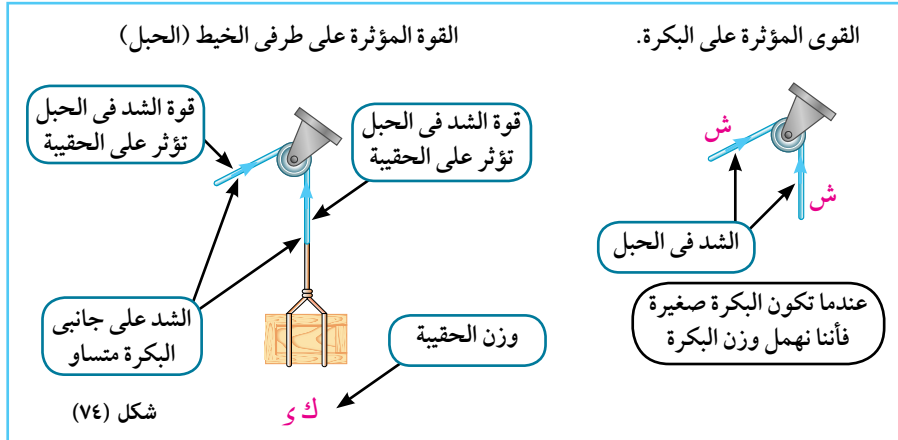 القوى المؤثرة على البكرة.
ش
ش
الشد فى الحبل
عندما تكون البكرة صغيرة
فأننا نهمل وزن البكرة
القوة المؤثرة على طرفى الخيط (الحبل)
قوة الشد فى الحبل
تؤثر على الحقيبة
قوة الشد فى الحبل
تؤثر على الحقيبة
الشد على جانبى
البكرة متساو
وزن الحقيبة
ك ى
شكل (٧٤)